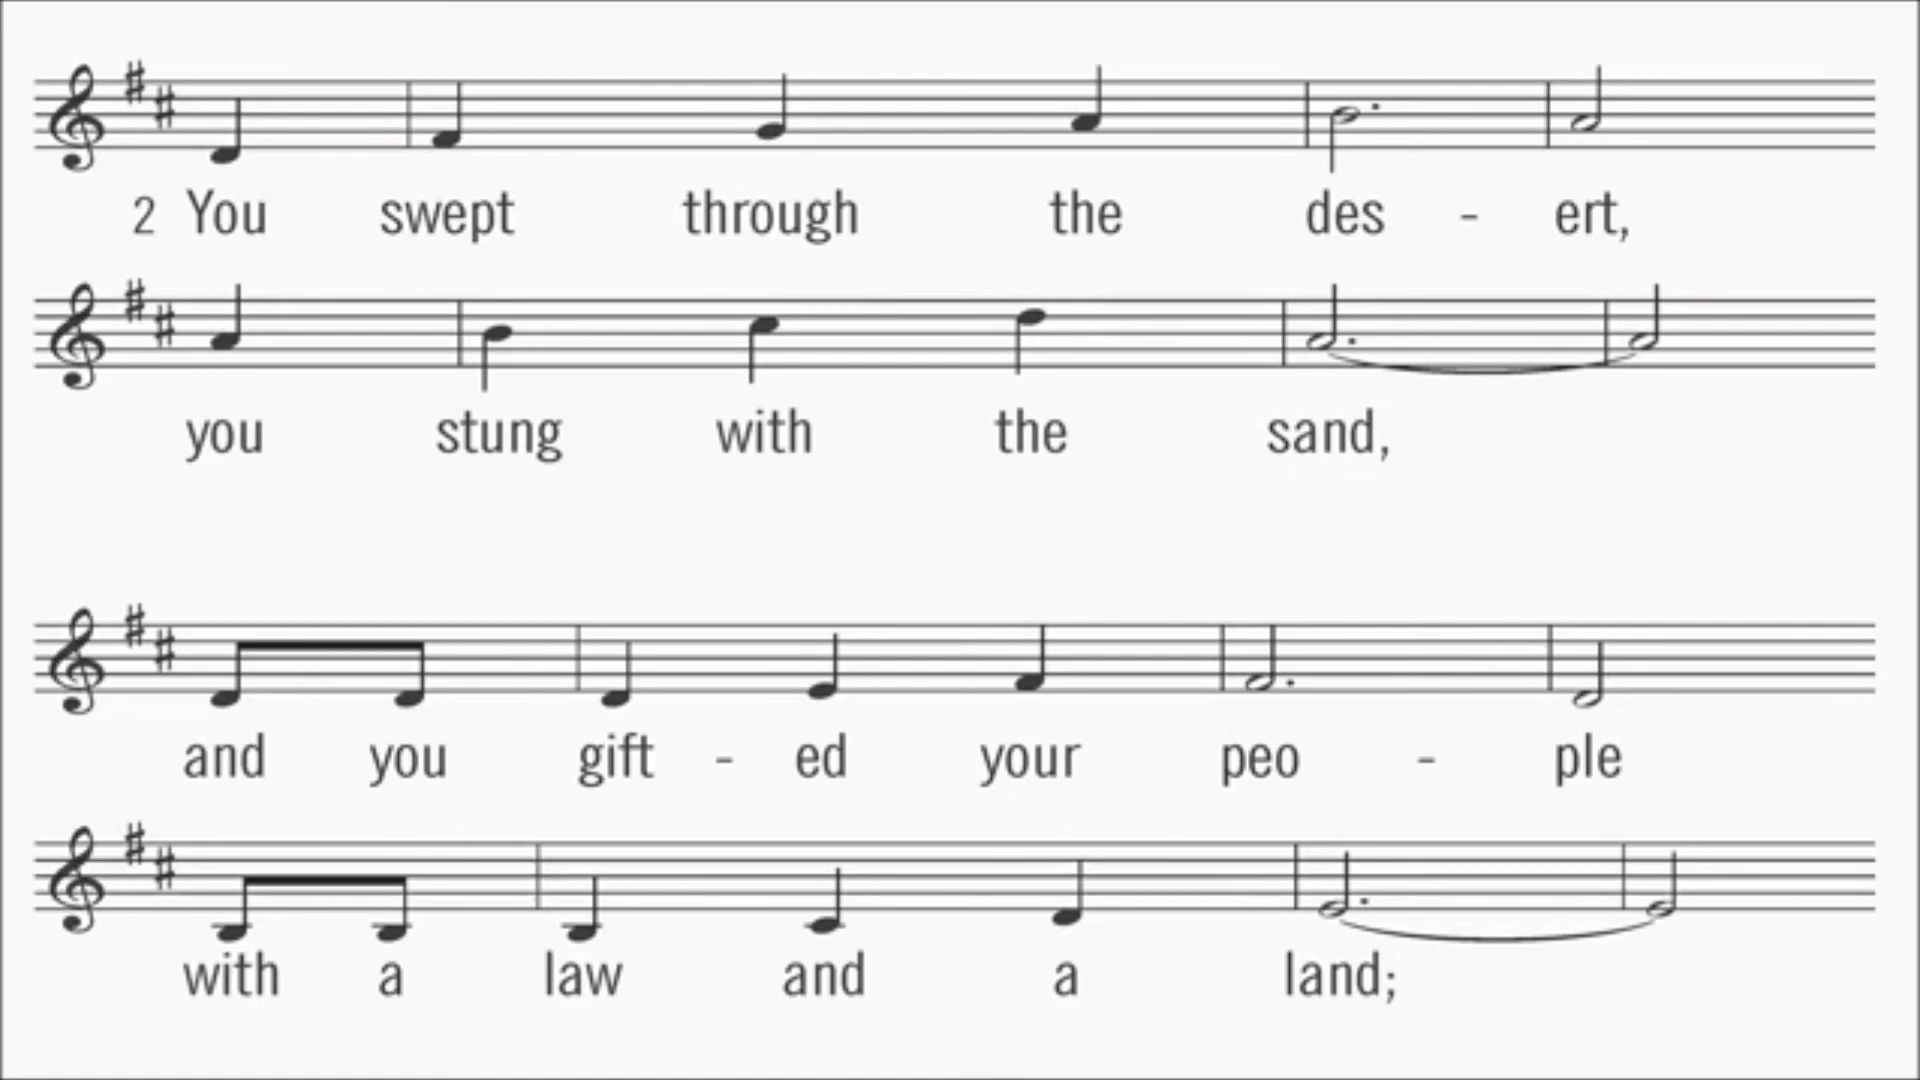 2 You swept through the des - ert,
you stung with the sand,
and you gift - ed your peo - ple
with a law and a land;